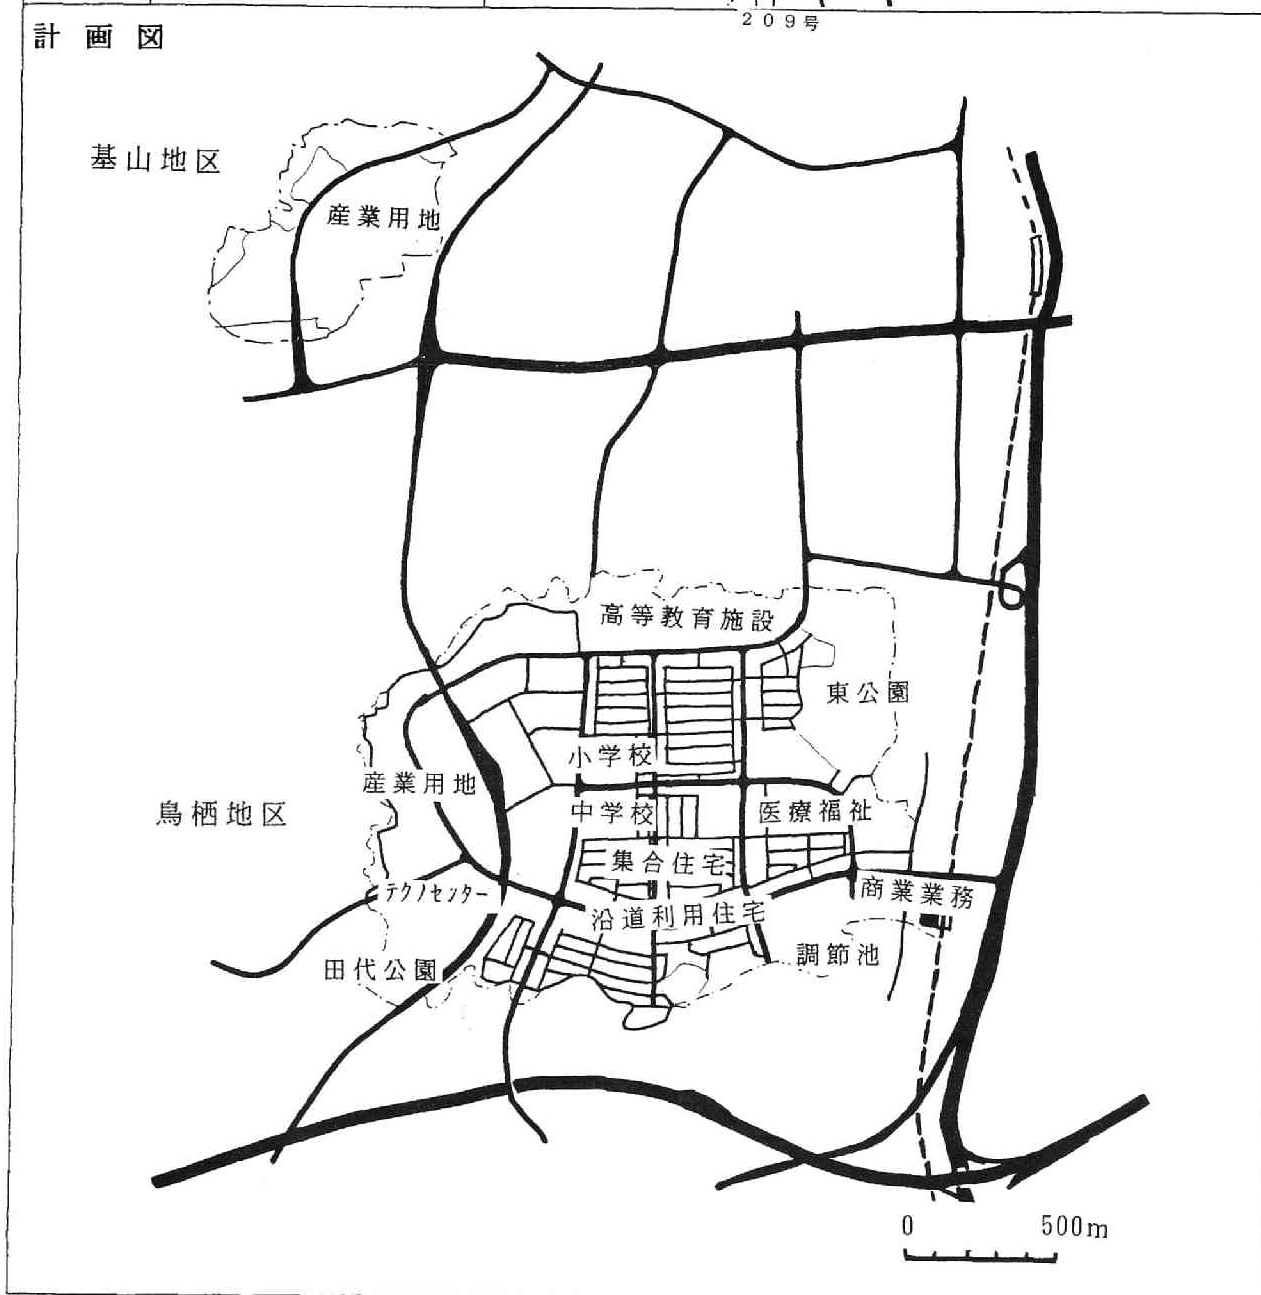 209号
計画図
基山地区
産業用地
高等教育施設
東公園
小学校
産業用地
中学校
医療福祉
鳥栖地区
集合住宅
テクノセンター
商業業務
沿道利用住宅
調節池
田代公園
0 500m